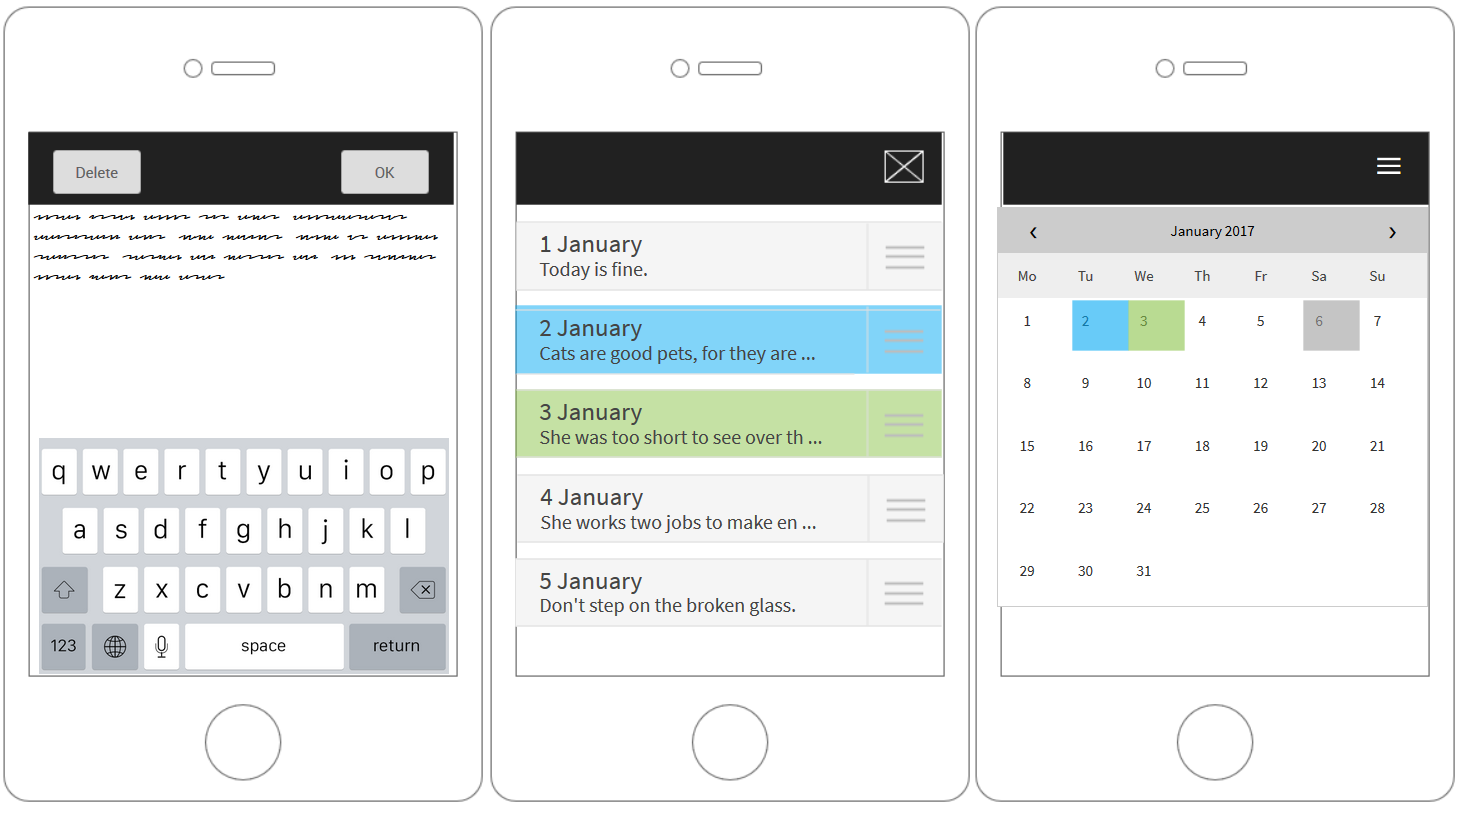 Delete OK
q w e r t y u i o p
a s d f g h j k l
z x c v b n m
123 space return
1 January
Today is fine.
2 January
Cats are good pets, for they are ...
3 January
She was too short to see over th ...
4 January
She works two jobs to make en ...
5 January
Don't step on the broken glass.
‹ January 2017 ›
Mo Tu We Th Fr Sa Su
1 2 3 4 5 6 7
8 9 10 11 12 13 14
15 16 17 18 19 20 21
22 23 24 25 26 27 28
29 30 31